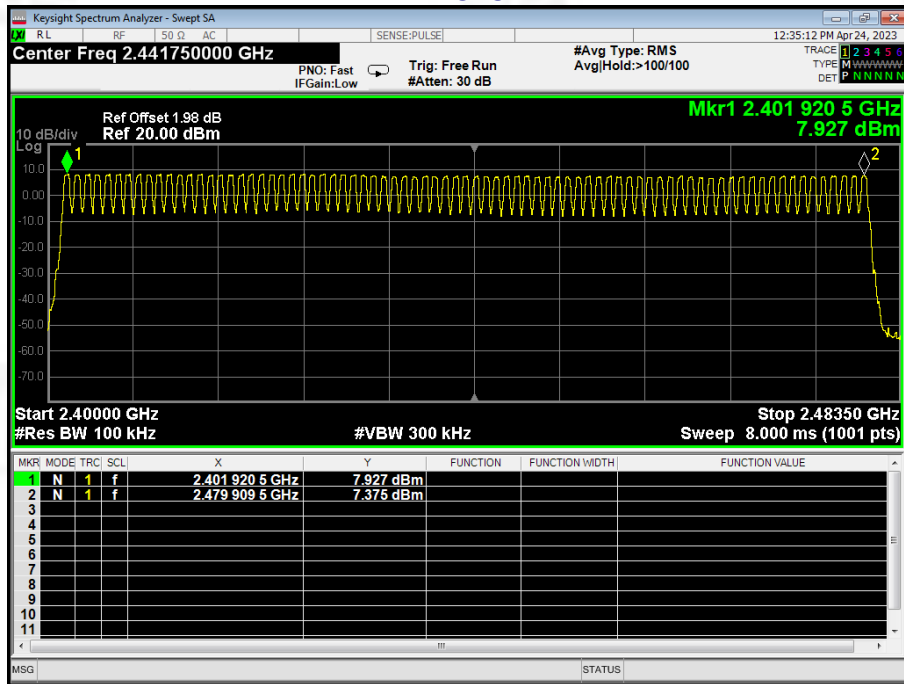 Keysight Spectrum Analyzer - Swept SA
LXI RL RF 50 Ω AC SENSE:PULSE 12:35:12 PM Apr 24, 2023
Center Freq 2.441750000 GHz #Avg Type: RMS TRACE 1 2 3 4 5 6
PNO: Fast Trig: Free Run Avg|Hold:>100/100 TYPE M WWWWW
IFGain:Low #Atten: 30 dB DET P N N N N N
Mkr1 2.401 920 5 GHz
Ref Offset 1.98 dB
10 dB/div Ref 20.00 dBm 7.927 dBm
Log
1 2
10.0
0.00
-10.0
-20.0
-30.0
-40.0
-50.0
-60.0
-70.0
Start 2.40000 GHz Stop 2.48350 GHz
#Res BW 100 kHz #VBW 300 kHz Sweep 8.000 ms (1001 pts)
MKR MODE TRC SCL X Y FUNCTION FUNCTION WIDTH FUNCTION VALUE
1 N 1 f 2.401 920 5 GHz 7.927 dBm
2 N 1 f 2.479 909 5 GHz 7.375 dBm
3
4
5
6
7
8
9
10
11
MSG STATUS